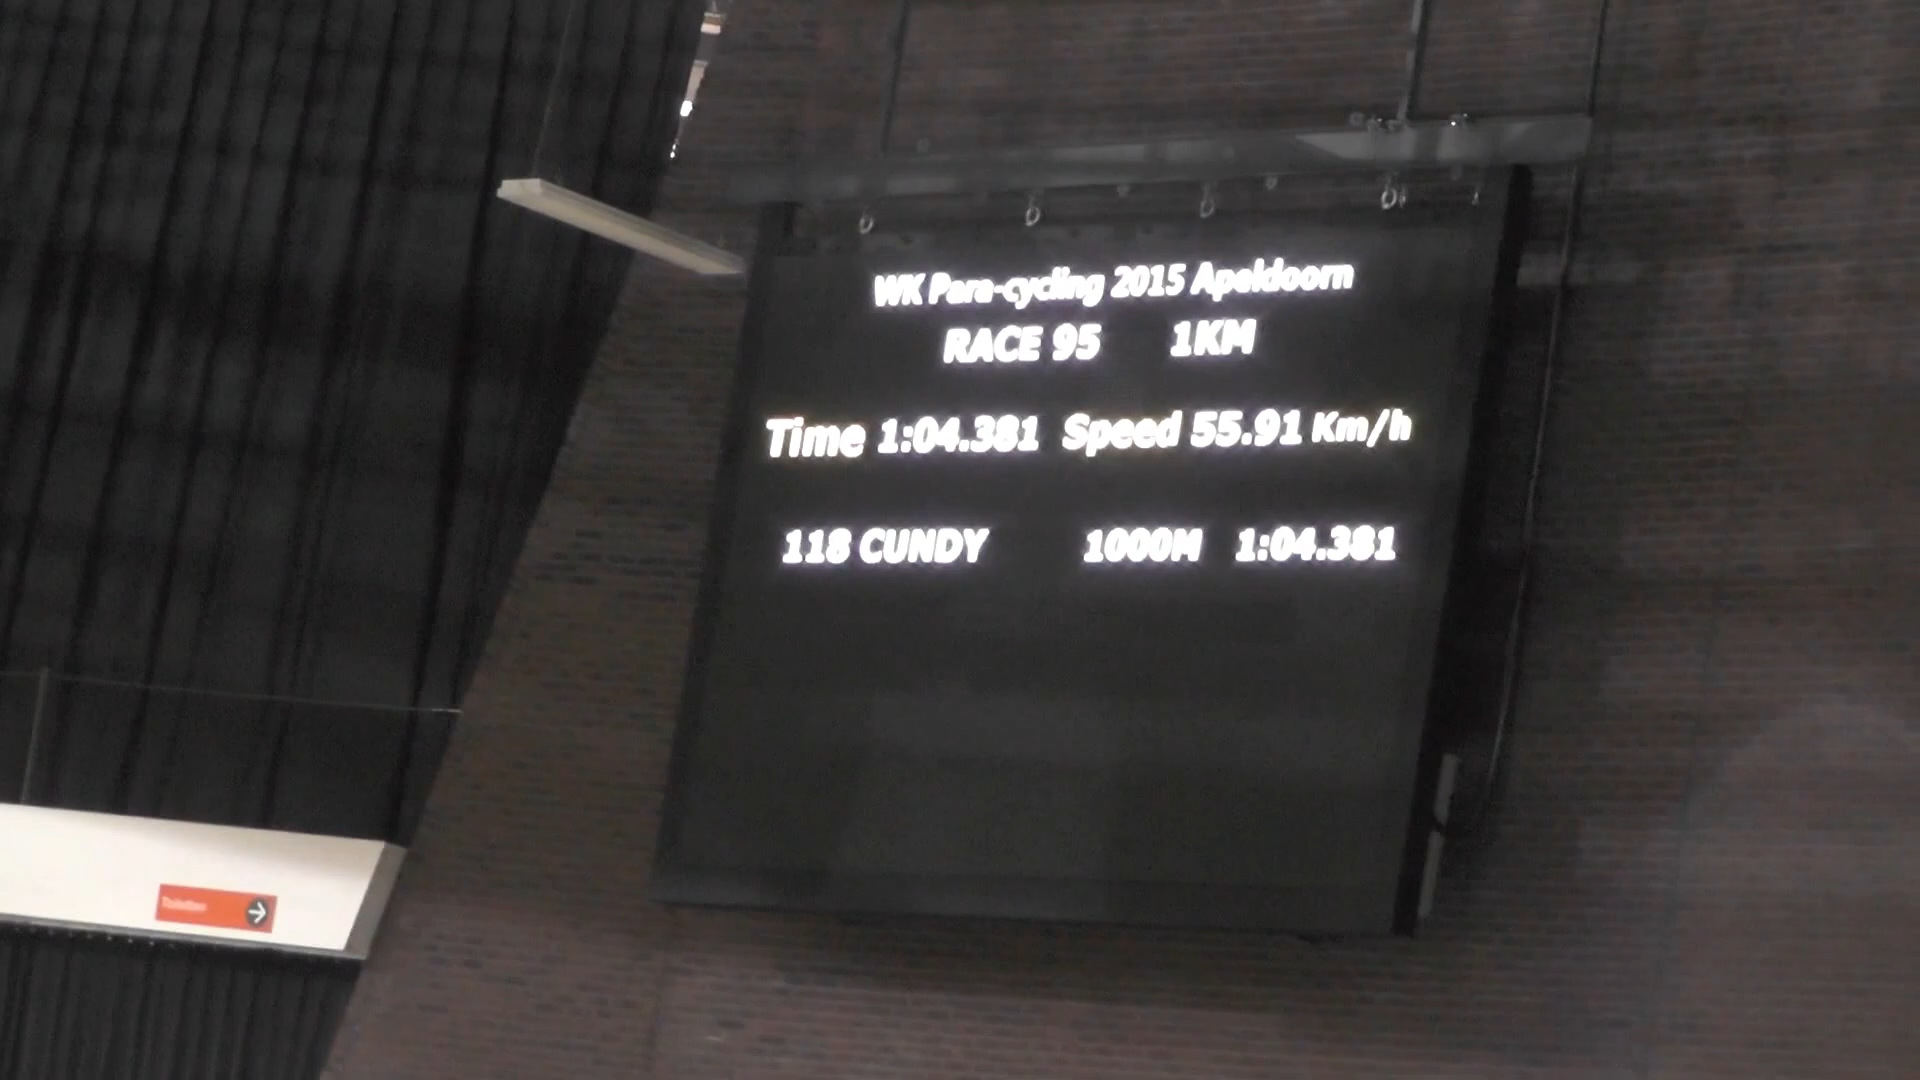 WK Para-cycling 2015 Apeldoorn
RACE 95 1KM
Time 1:04.381 Speed 55.91 Km/h
118 CUNDY 1000M 1:04.381
Toiletten